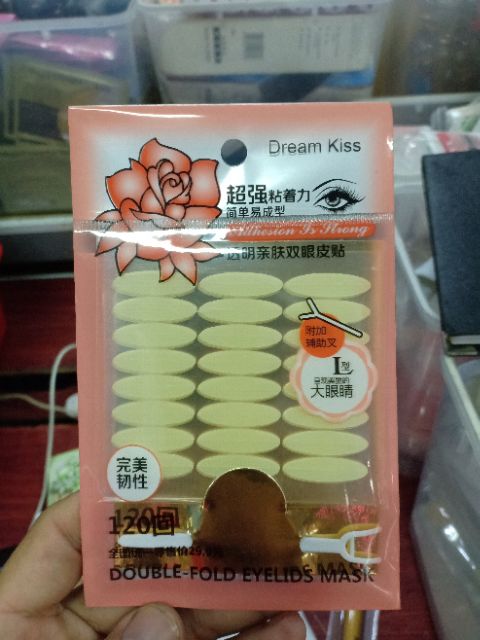 Dream Kiss
超强粘着力
简单易成型
Adhesion Is Strong
透明亲肤双眼皮贴
附加
辅助叉
L型
大眼睛
完美
韧性
120回
DOUBLE-FOLD EYELIDS MASK